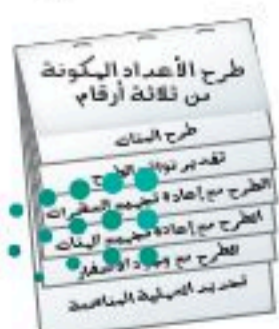 طرح الأعداد المكونة
من ثلاثة أرقام
طرح المئات
تقدير نواتج الطرح
الطرح مع إعادة تجميع العشرات
الطرح مع إعادة تجميع المئات
الطرح مع وجود الأصفار
تحديد العملية المناسبة